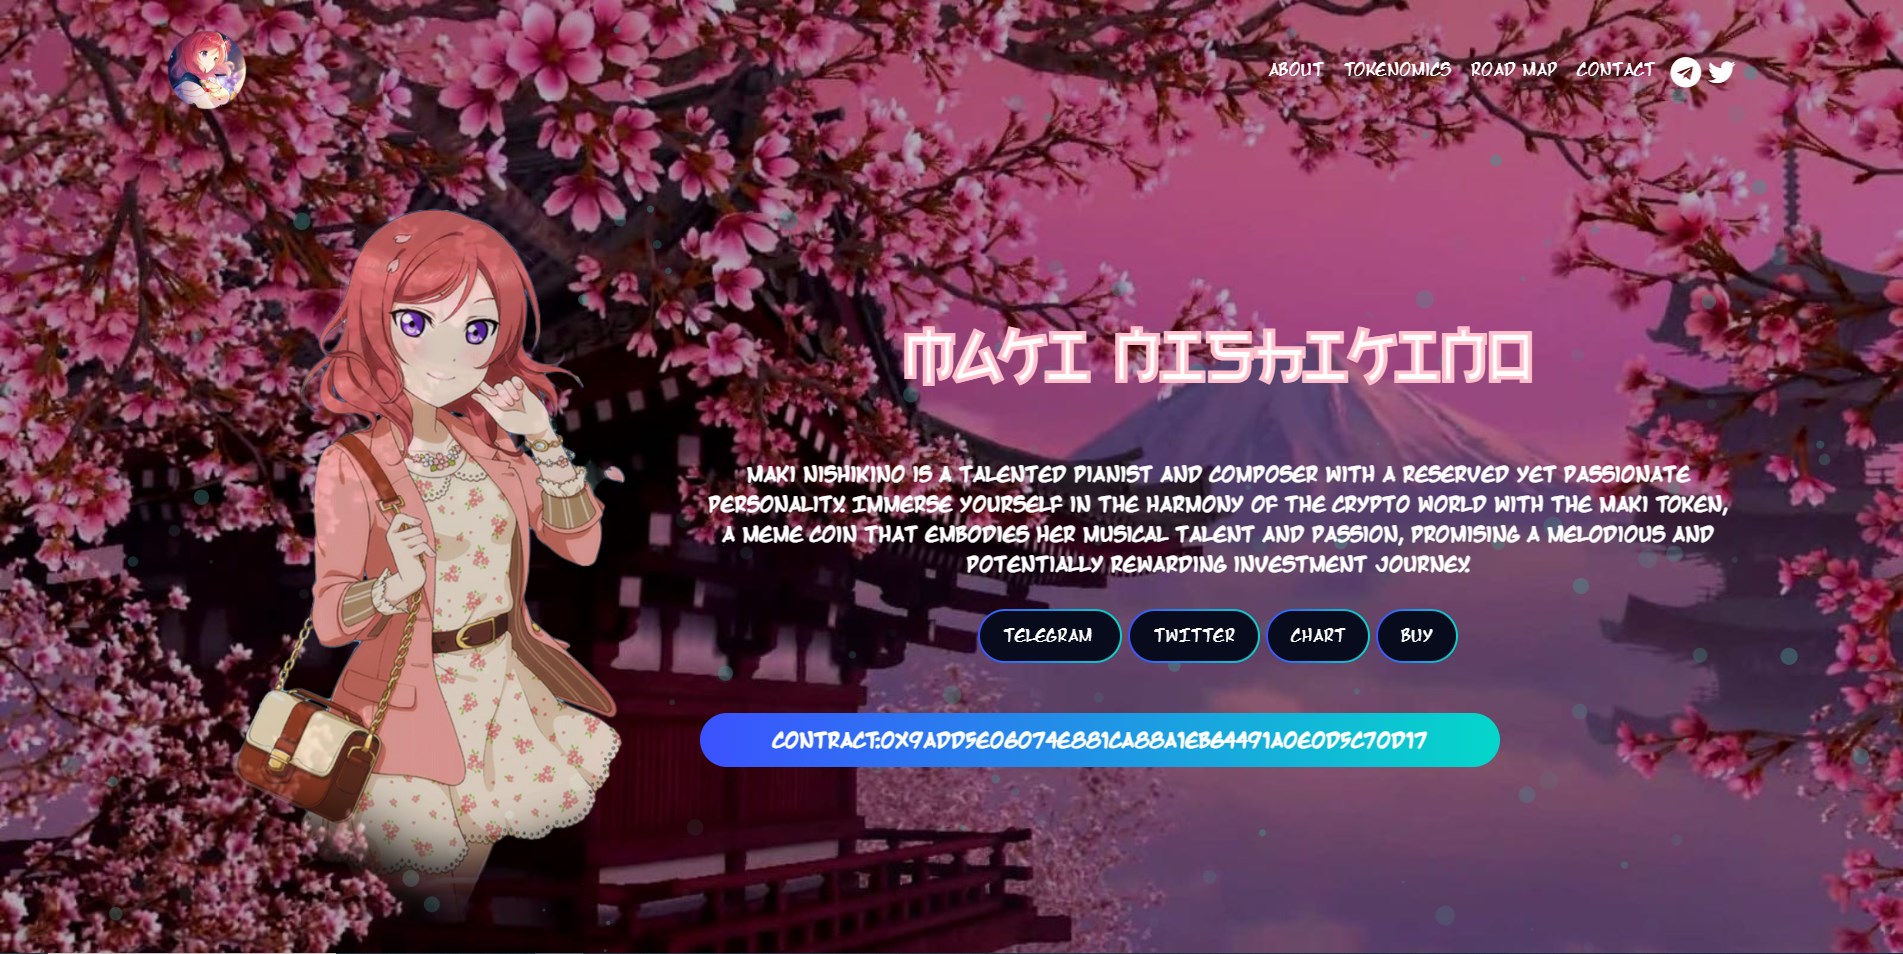 ABOUT TOKENOMICS ROAD MAP CONTACT
MAKI NISHIKINO
MAKI NISHIKINO IS A TALENTED PIANIST AND COMPOSER WITH A RESERVED YET PASSIONATE
PERSONALITY. IMMERSE YOURSELF IN THE HARMONY OF THE CRYPTO WORLD WITH THE MAKI TOKEN,
A MEME COIN THAT EMBODIES HER MUSICAL TALENT AND PASSION, PROMISING A MELODIOUS AND
POTENTIALLY REWARDING INVESTMENT JOURNEY.
TELEGRAM TWITTER CHART BUY
CONTRACT:0X9ADD5E06074E881CA88A1EB64491A0E0D5C70D17